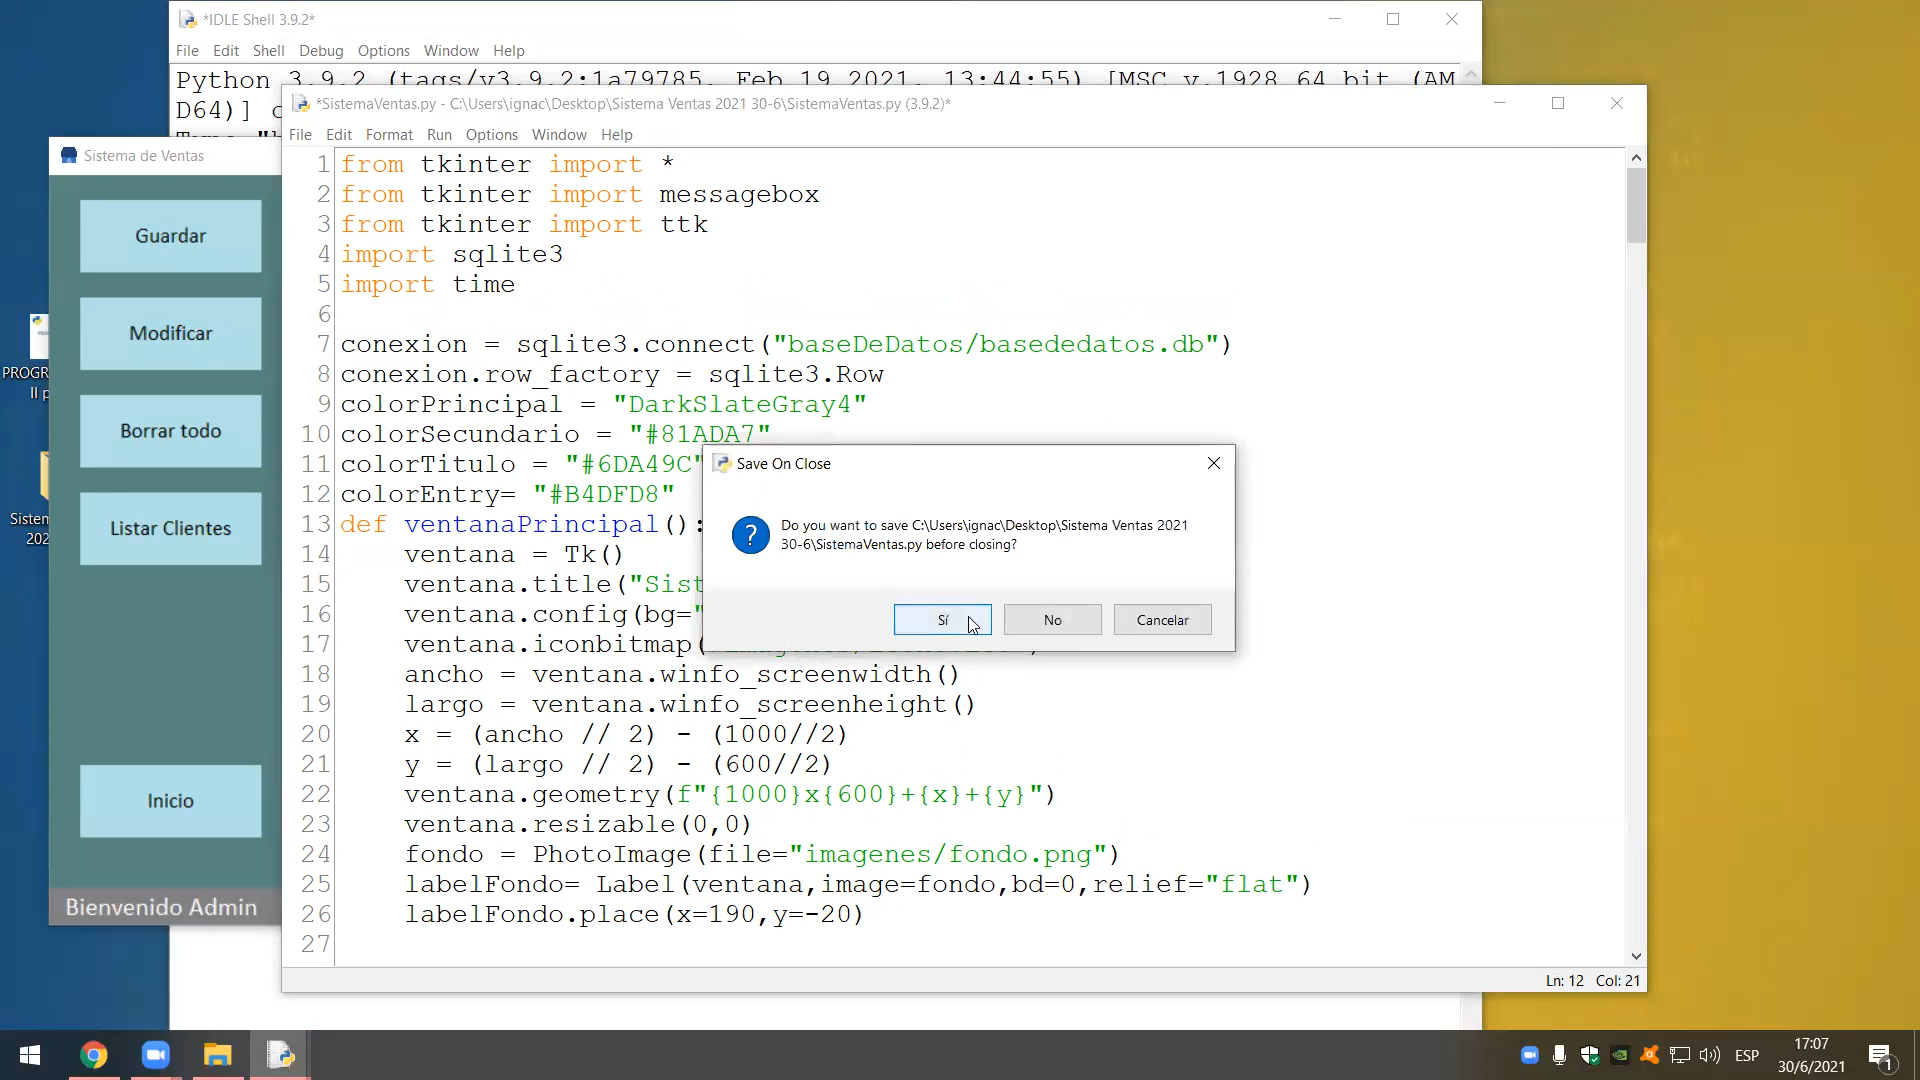 *IDLE Shell 3.9.2*
File Edit Shell Debug Options Window Help
Python 3.9.2 (tags/v3.9.2:1a79785, Feb 19 2021, 13:44:55) [MSC v.1928 64 bit (AM
D64)]
*SistemaVentas.py - C:\Users\ignac\Desktop\Sistema Ventas 2021 30-6\SistemaVentas.py (3.9.2)*
File Edit Format Run Options Window Help
Sistema de Ventas
Guardar
Modificar
Borrar todo
Listar Clientes
Inicio
Bienvenido Admin
PROGR
II p
Sistem
202
1 from tkinter import *
2 from tkinter import messagebox
3 from tkinter import ttk
4 import sqlite3
5 import time
6
7 conexion = sqlite3.connect("baseDeDatos/basededatos.db")
8 conexion.row_factory = sqlite3.Row
9 colorPrincipal = "DarkSlateGray4"
10 colorSecundario = "#81ADA7"
11 colorTitulo = "#6DA49C"
12 colorEntry= "#B4DFD8"
13 def ventanaPrincipal():
14 ventana = Tk()
15 ventana.title("Sist
16 ventana.config(bg="
17 ventana.iconbitmap(
18 ancho = ventana.winfo_screenwidth()
19 largo = ventana.winfo_screenheight()
20 x = (ancho // 2) - (1000//2)
21 y = (largo // 2) - (600//2)
22 ventana.geometry(f"{1000}x{600}+{x}+{y}")
23 ventana.resizable(0,0)
24 fondo = PhotoImage(file="imagenes/fondo.png")
25 labelFondo= Label(ventana,image=fondo,bd=0,relief="flat")
26 labelFondo.place(x=190,y=-20)
27
Save On Close
Do you want to save C:\Users\ignac\Desktop\Sistema Ventas 2021
30-6\SistemaVentas.py before closing?
Sí No Cancelar
Ln: 12 Col: 21
ESP
17:07
30/6/2021
1